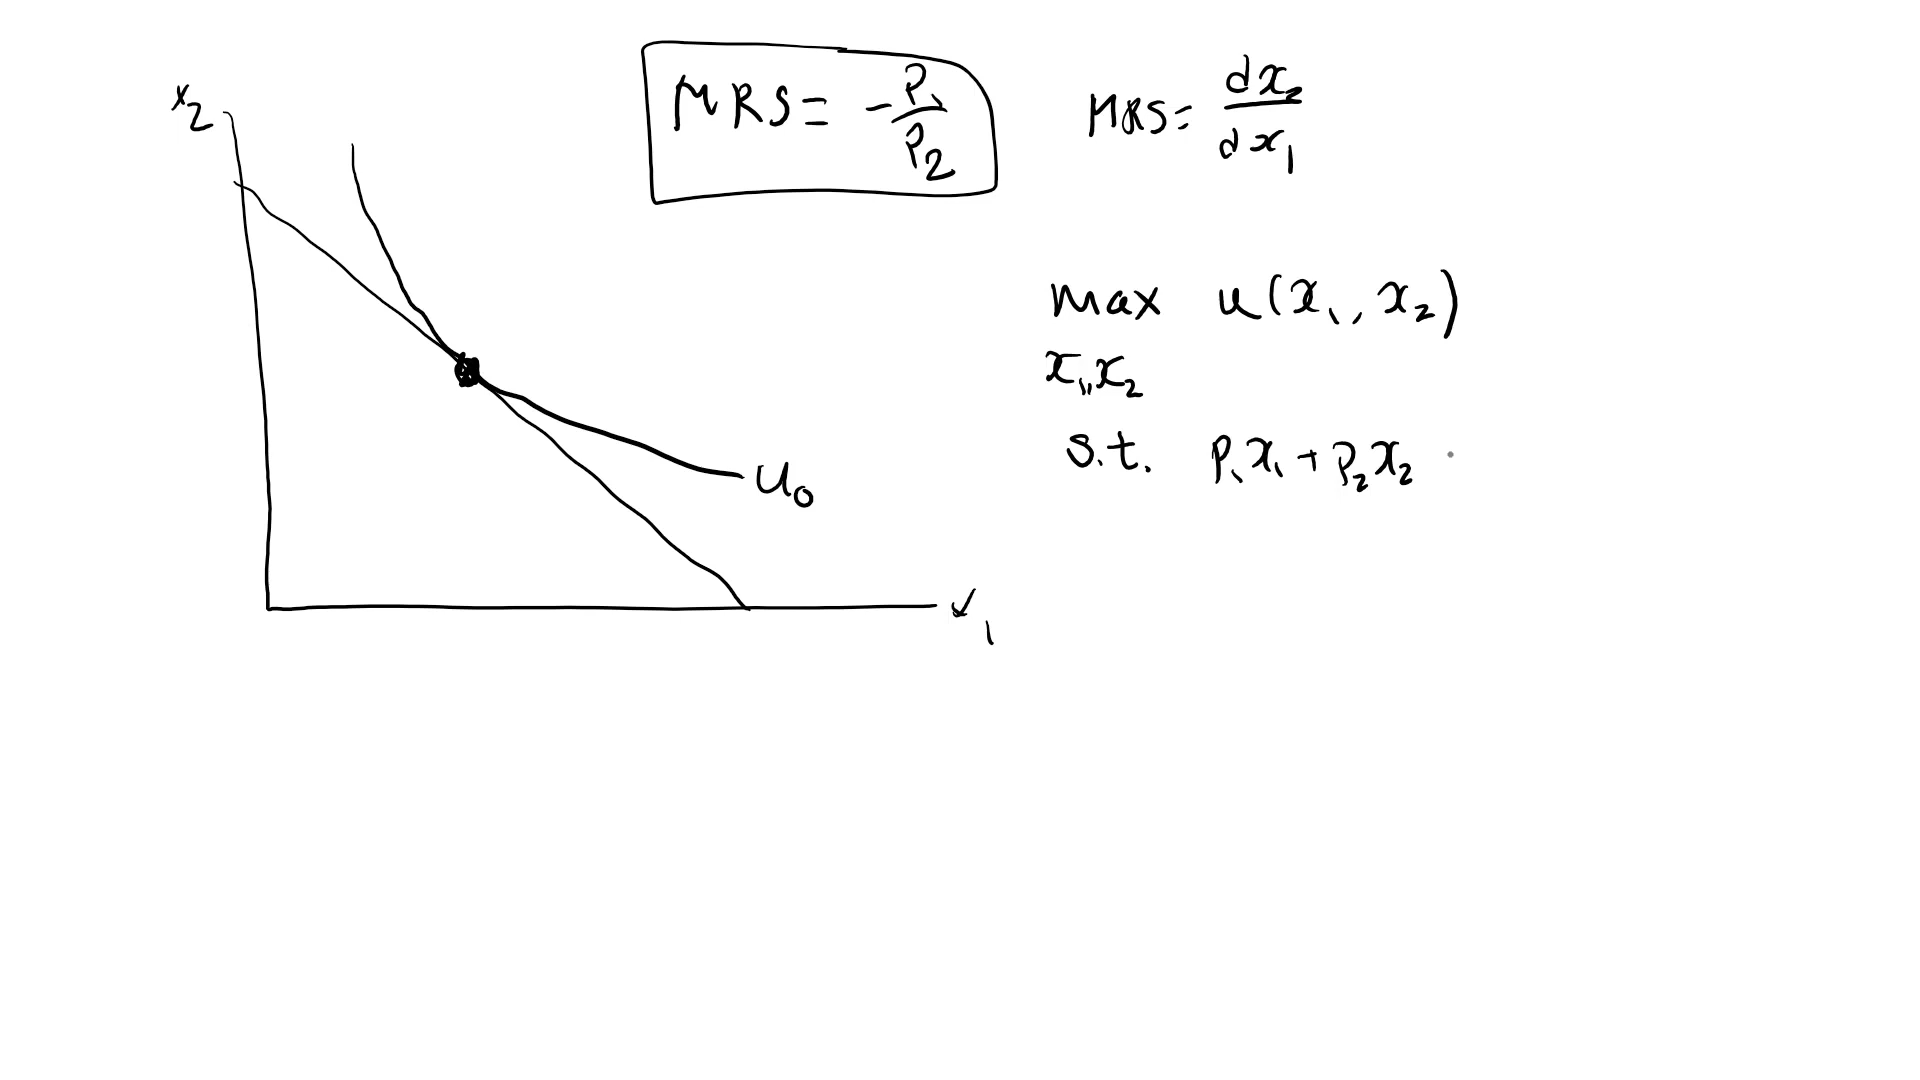 x₂
MRS = -P₁/P₂
MRS = dx₂/dx₁
max u(x₁, x₂)
x₁, x₂
s.t. p₁x₁ + p₂x₂
u₀
x₁